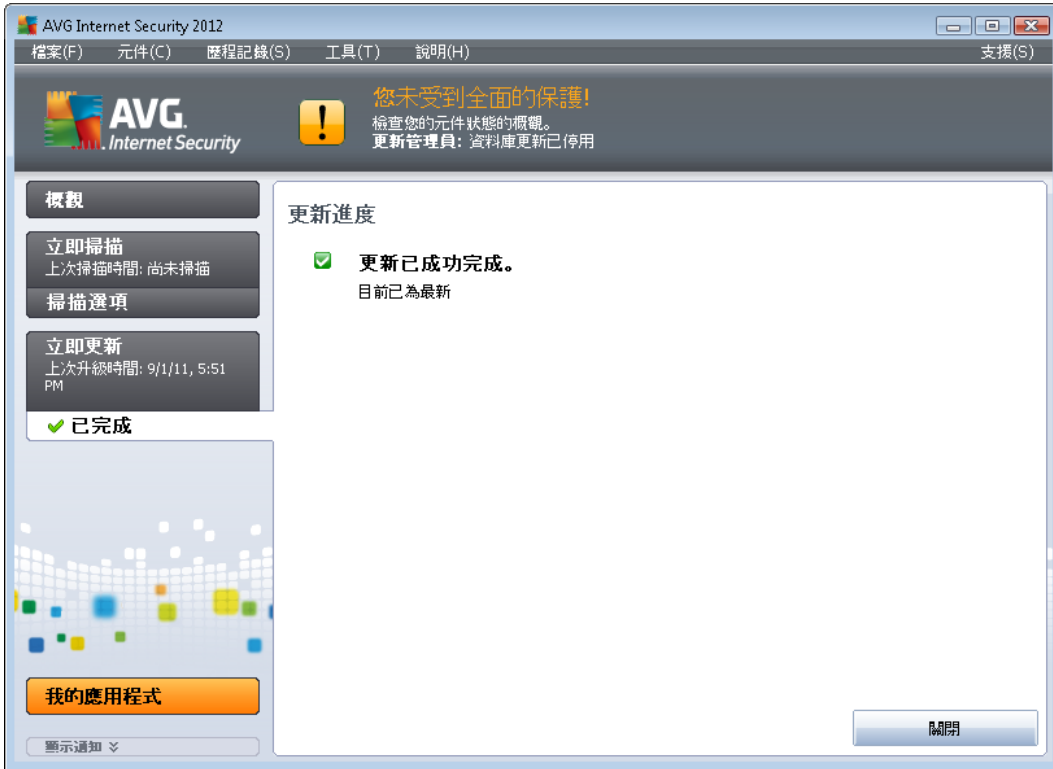 AVG Internet Security 2012
檔案(F) 元件(C) 歷程記錄(S) 工具(T) 說明(H) 支援(S)
AVG.
Internet Security
您未受到全面的保護!
檢查您的元件狀態的概觀。
更新管理員: 資料庫更新已停用
概觀
立即掃描
上次掃描時間: 尚未掃描
掃描選項
立即更新
上次升級時間: 9/1/11, 5:51
PM
已完成
更新進度
更新已成功完成。
目前已為最新
我的應用程式
顯示通知
關閉